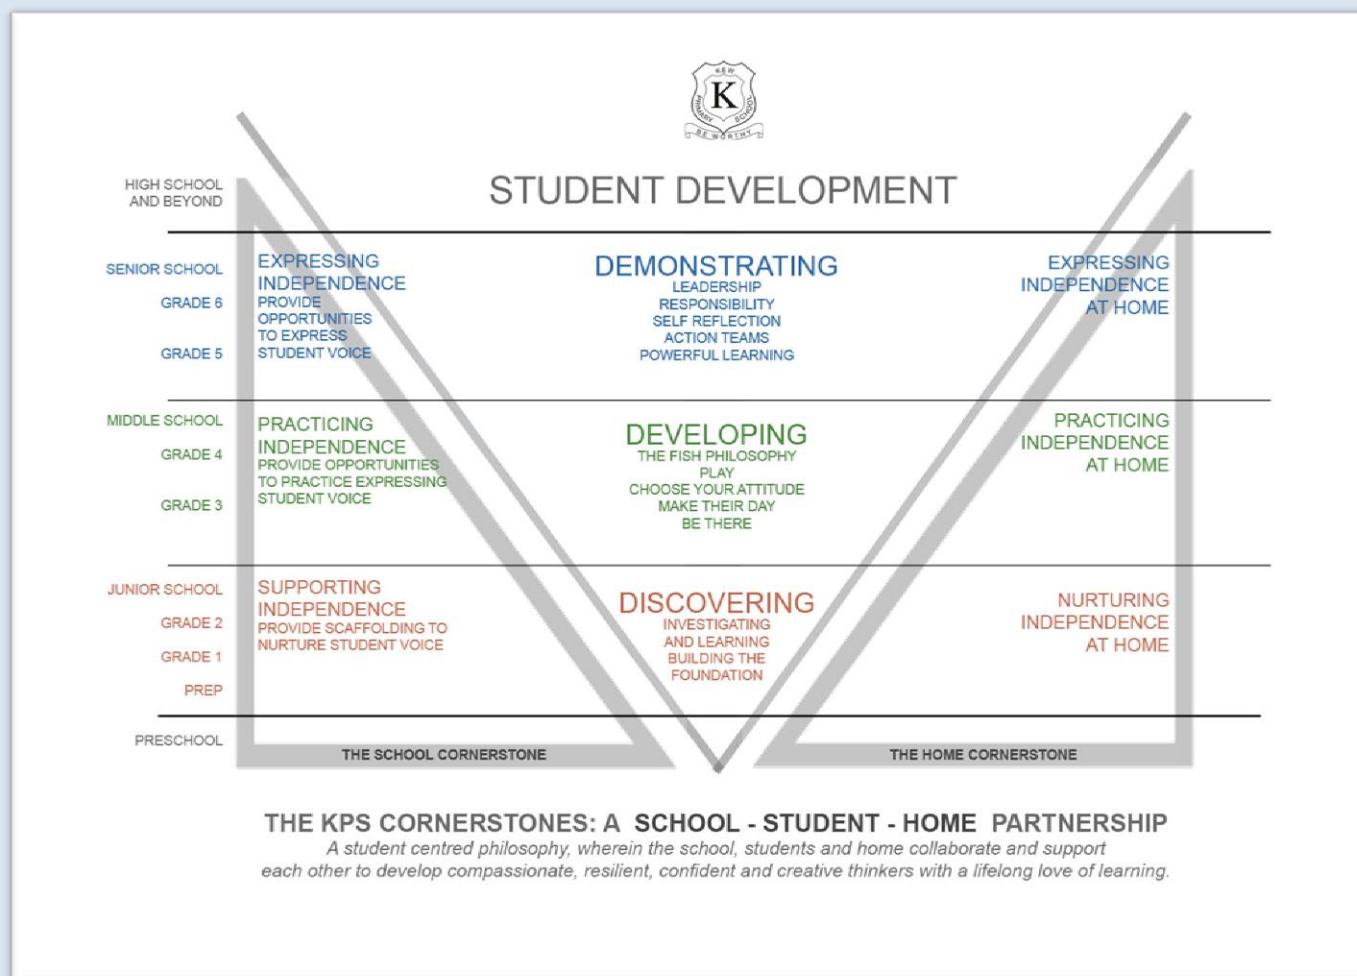 KEW
PRIMARY SCHOOL
K
BE WORTHY
STUDENT DEVELOPMENT
HIGH SCHOOL
AND BEYOND
SENIOR SCHOOL
GRADE 6
GRADE 5
EXPRESSING
INDEPENDENCE
PROVIDE
OPPORTUNITIES
TO EXPRESS
STUDENT VOICE
DEMONSTRATING
LEADERSHIP
RESPONSIBILITY
SELF REFLECTION
ACTION TEAMS
POWERFUL LEARNING
EXPRESSING
INDEPENDENCE
AT HOME
MIDDLE SCHOOL
GRADE 4
GRADE 3
PRACTICING
INDEPENDENCE
PROVIDE OPPORTUNITIES
TO PRACTICE EXPRESSING
STUDENT VOICE
DEVELOPING
THE FISH PHILOSOPHY
PLAY
CHOOSE YOUR ATTITUDE
MAKE THEIR DAY
BE THERE
PRACTICING
INDEPENDENCE
AT HOME
JUNIOR SCHOOL
GRADE 2
GRADE 1
PREP
SUPPORTING
INDEPENDENCE
PROVIDE SCAFFOLDING TO
NURTURE STUDENT VOICE
DISCOVERING
INVESTIGATING
AND LEARNING
BUILDING THE
FOUNDATION
NURTURING
INDEPENDENCE
AT HOME
PRESCHOOL
THE SCHOOL CORNERSTONE
THE HOME CORNERSTONE
THE KPS CORNERSTONES: A SCHOOL - STUDENT - HOME PARTNERSHIP
A student centred philosophy, wherein the school, students and home collaborate and support
each other to develop compassionate, resilient, confident and creative thinkers with a lifelong love of learning.